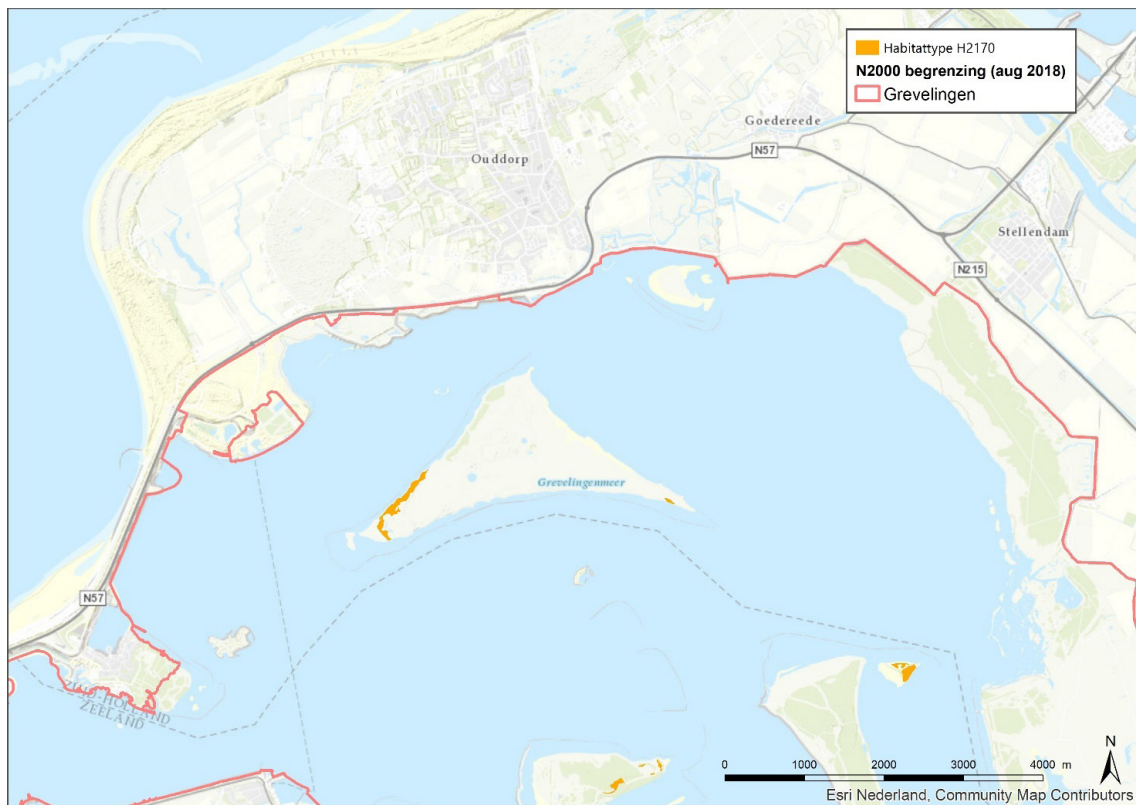 Habitattype H2170
N2000 begrenzing (aug 2018)
Grevelingen
Goedereede
N57
Ouddorp
Stellendam
N215
Grevelingenmeer
N57
ZUID-HOLLAND
ZEELAND
N
0 1000 2000 3000 4000 m
Esri Nederland, Community Map Contributors